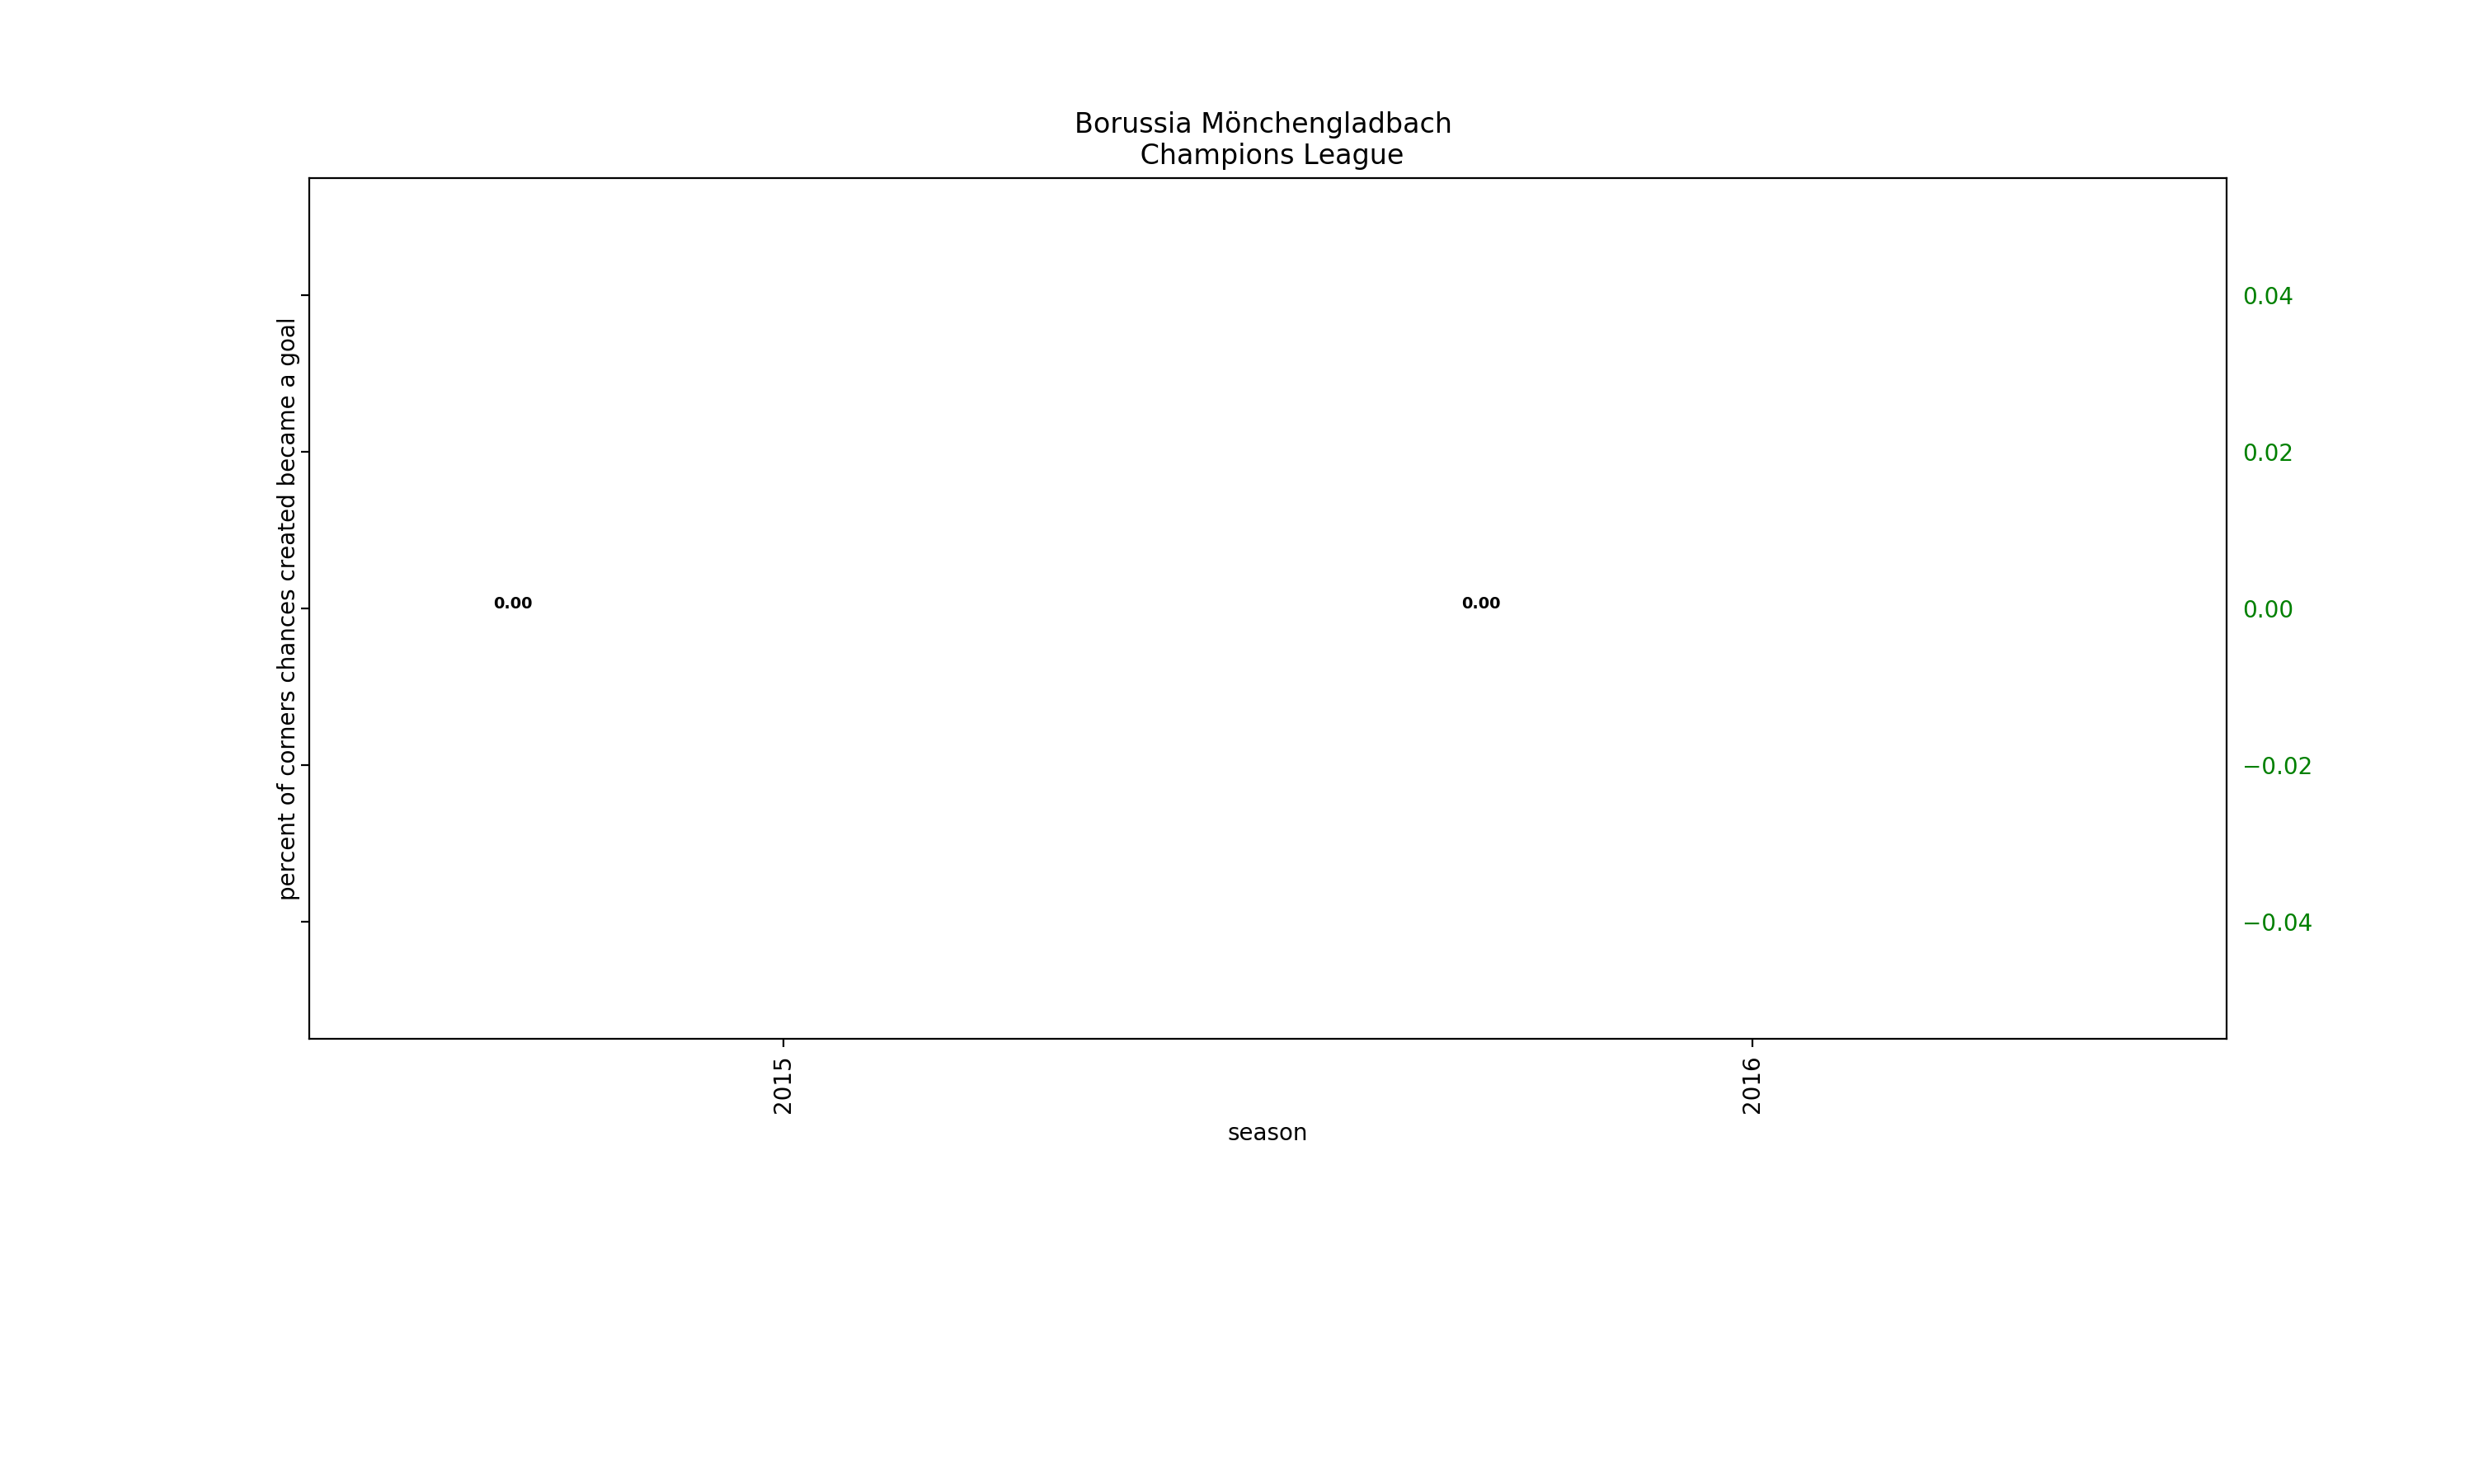 Borussia Mönchengladbach
Champions League
percent of corners chances created became a goal
0.04
0.02
0.00
−0.02
−0.04
0.00
0.00
2015
2016
season